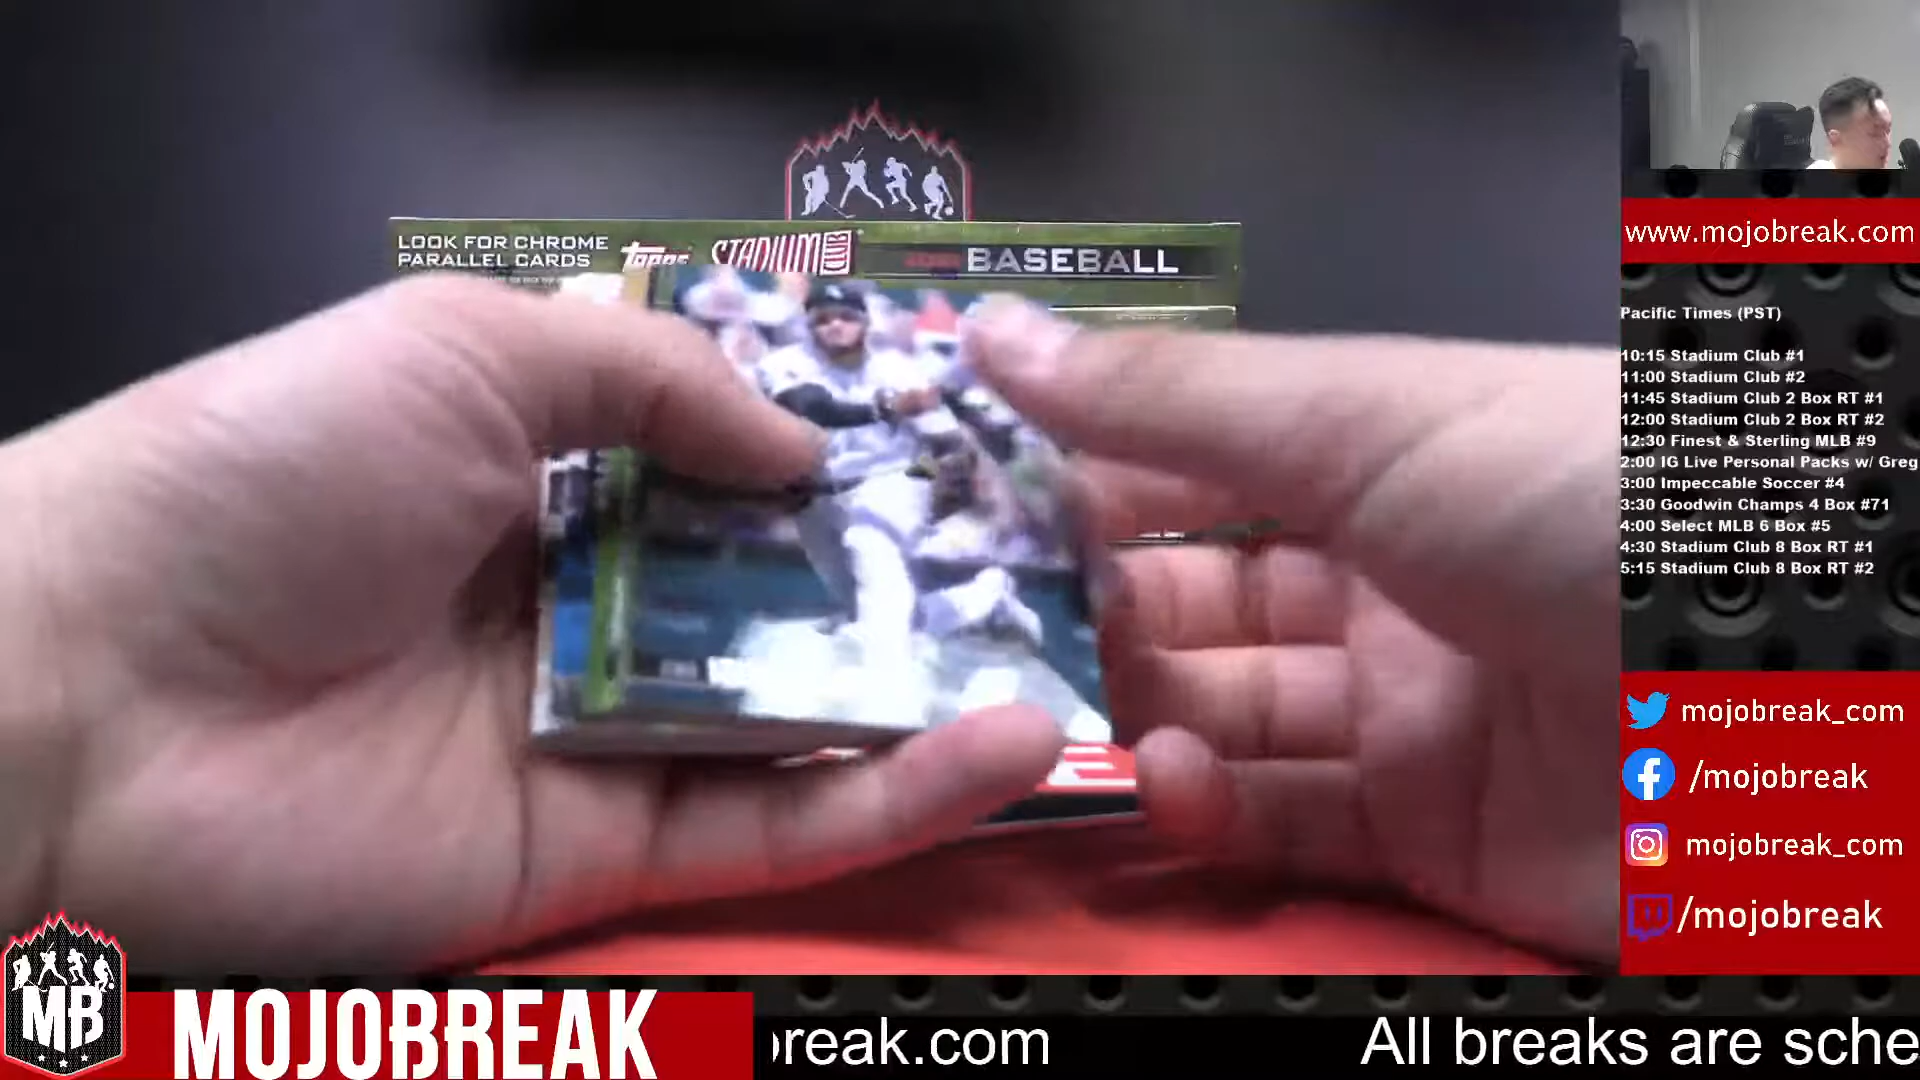 LOOK FOR CHROME
PARALLEL CARDS
Topps STADIUM CLUB BASEBALL
www.mojobreak.com
Pacific Times (PST)
10:15 Stadium Club #1
11:00 Stadium Club #2
11:45 Stadium Club 2 Box RT #1
12:00 Stadium Club 2 Box RT #2
12:30 Finest & Sterling MLB #9
2:00 IG Live Personal Packs w/ Greg
3:00 Impeccable Soccer #4
3:30 Goodwin Champs 4 Box #71
4:00 Select MLB 6 Box #5
4:30 Stadium Club 8 Box RT #1
5:15 Stadium Club 8 Box RT #2
mojobreak_com
/mojobreak
mojobreak_com
/mojobreak
MB
MOJOBREAK
reak.com All breaks are sche